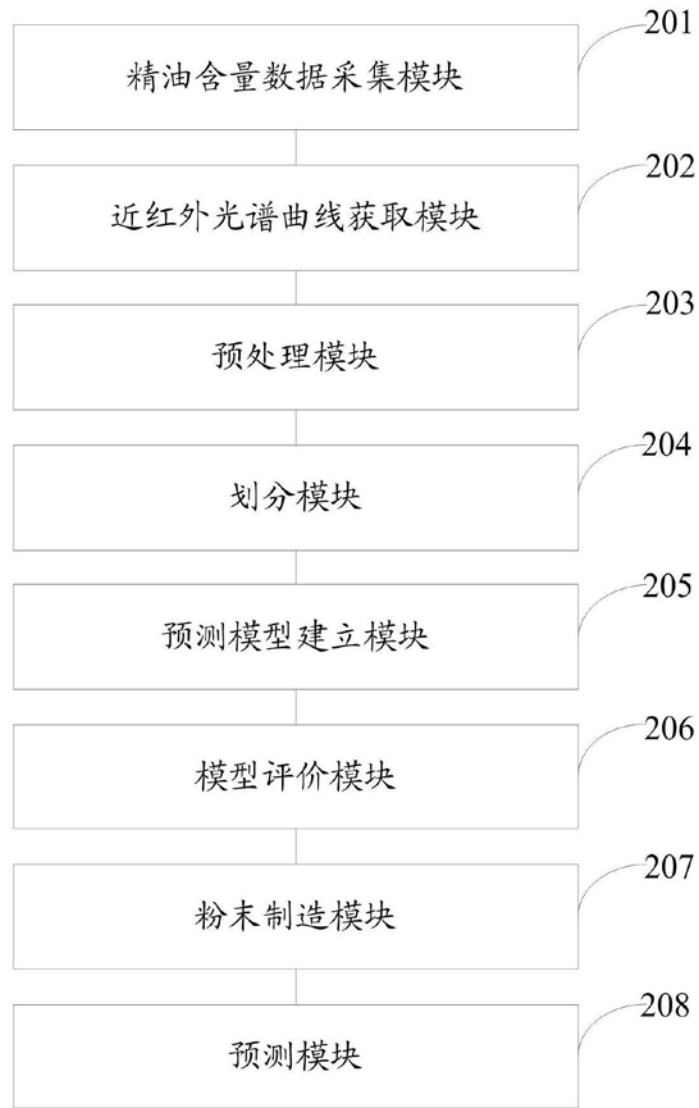 201
精油含量数据采集模块
202
近红外光谱曲线获取模块
203
预处理模块
204
划分模块
205
预测模型建立模块
206
模型评价模块
207
粉末制造模块
208
预测模块